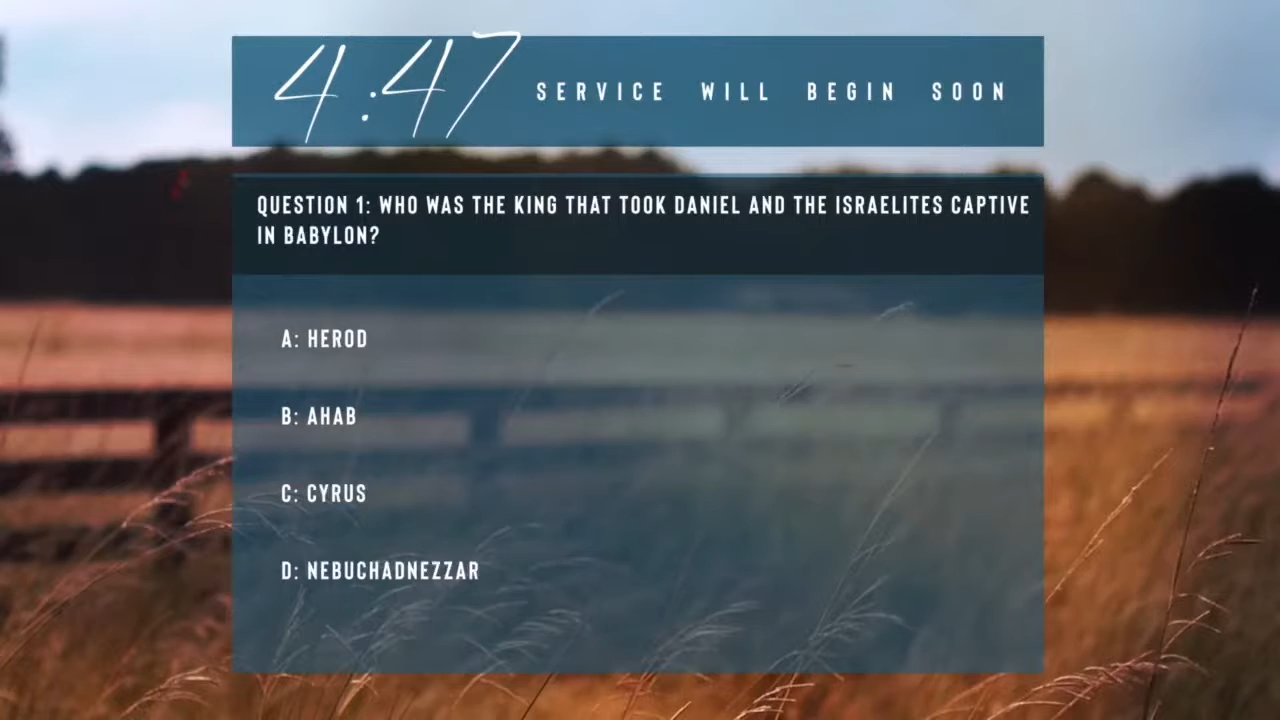 4:47 SERVICE WILL BEGIN SOON
QUESTION 1: WHO WAS THE KING THAT TOOK DANIEL AND THE ISRAELITES CAPTIVE
IN BABYLON?
A: HEROD
B: AHAB
C: CYRUS
D: NEBUCHADNEZZAR